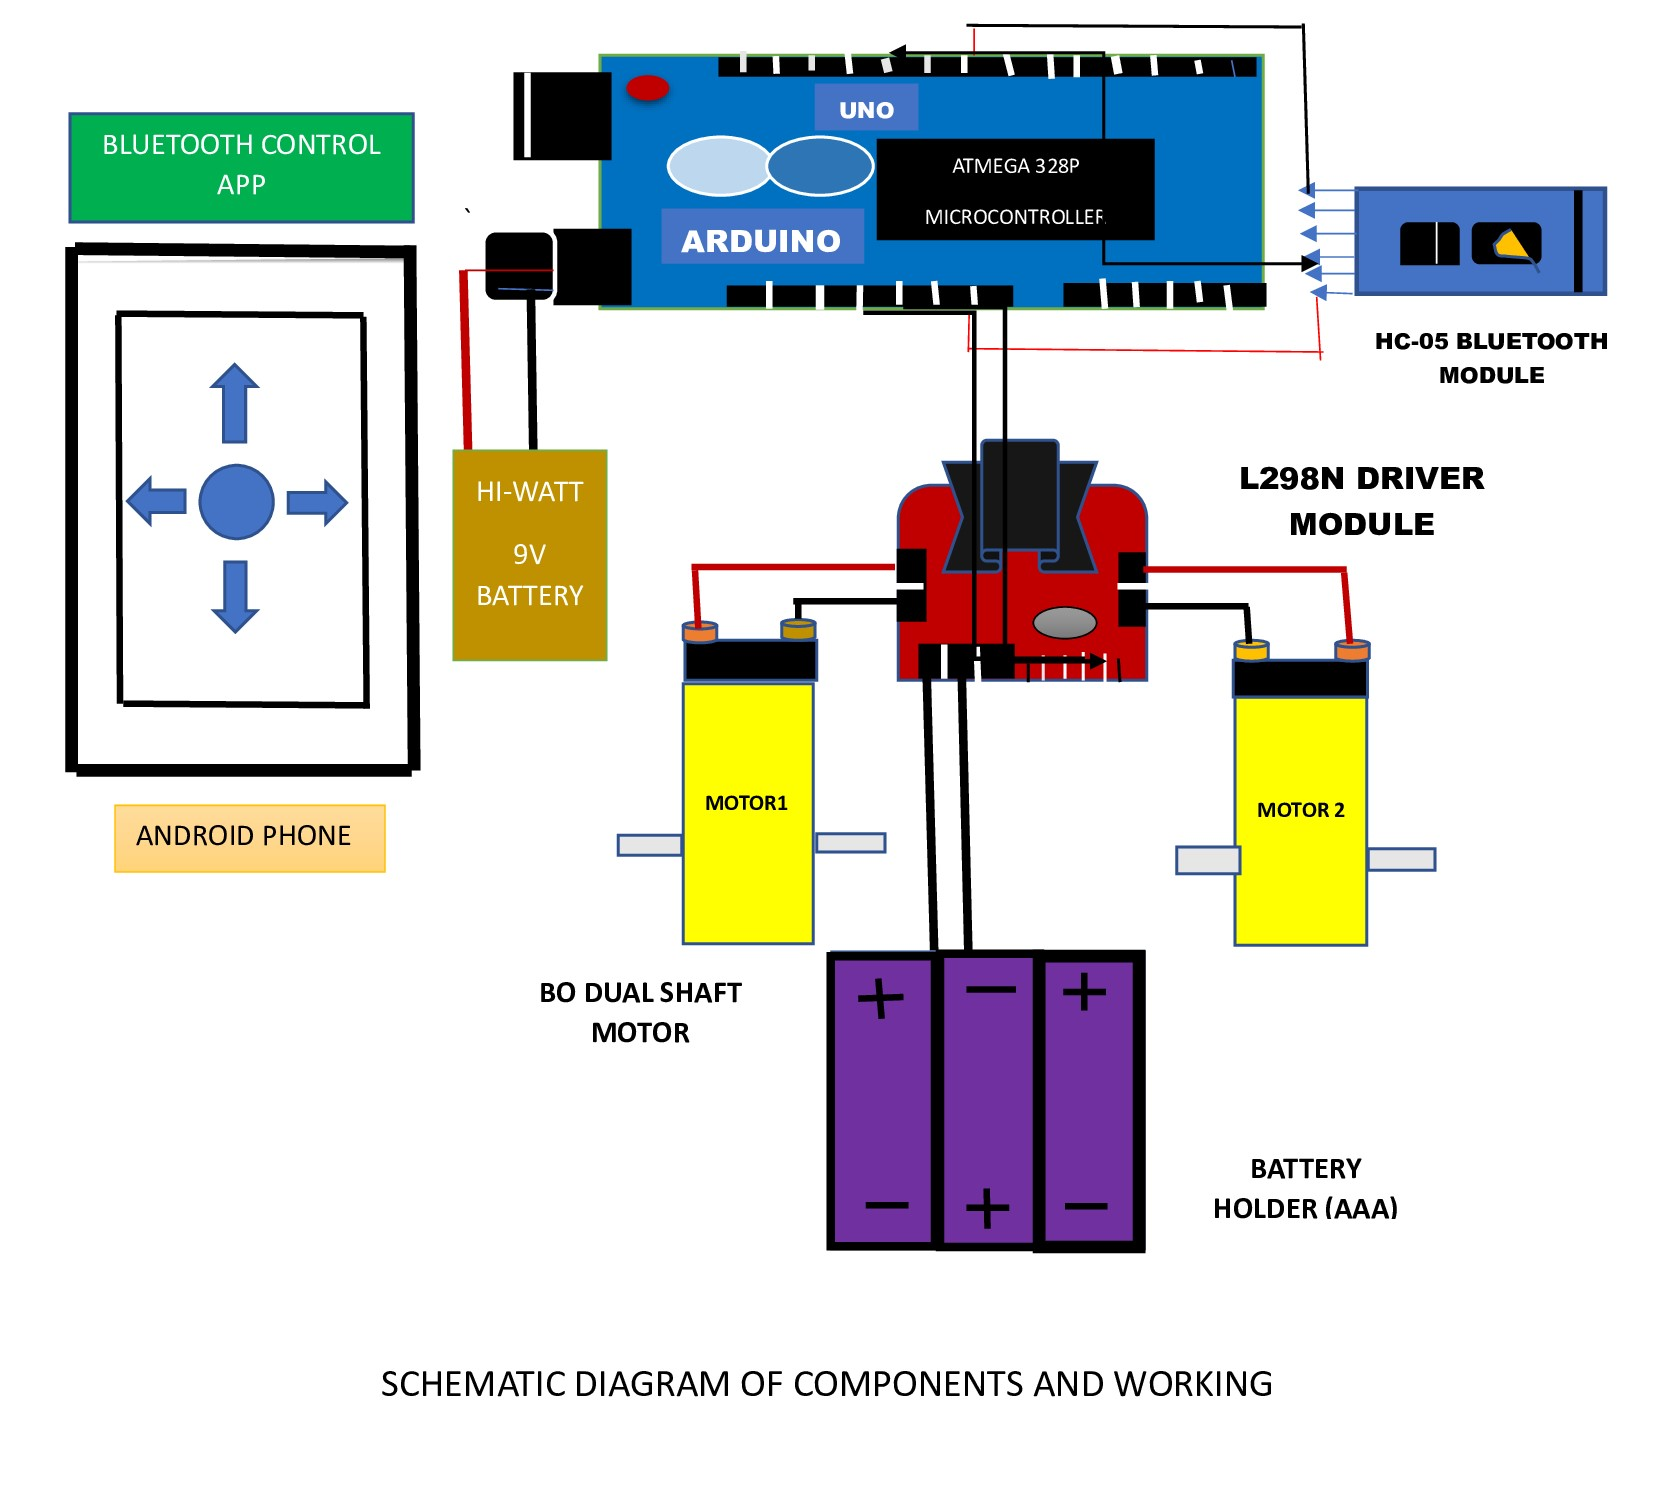 BLUETOOTH CONTROL
APP
UNO
ATMEGA 328P
MICROCONTROLLER
ARDUINO
`
HC-05 BLUETOOTH
MODULE
HI-WATT
9V
BATTERY
L298N DRIVER
MODULE
MOTOR1
MOTOR 2
ANDROID PHONE
BO DUAL SHAFT
MOTOR
+ — +
— + —
BATTERY
HOLDER (AAA)
SCHEMATIC DIAGRAM OF COMPONENTS AND WORKING